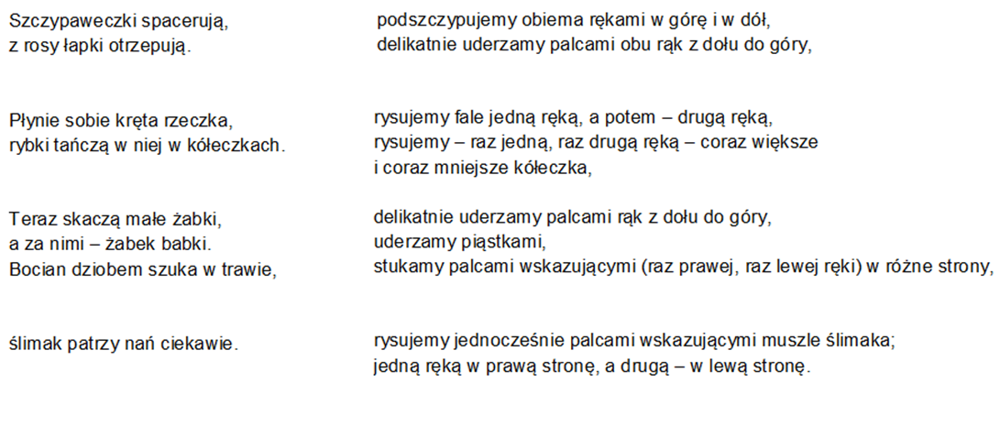 Szczypaweczki spacerują, podszczypujemy obiema rękami w górę i w dół,
z rosy łapki otrzepują. delikatnie uderzamy palcami obu rąk z dołu do góry,
Płynie sobie kręta rzeczka, rysujemy fale jedną ręką, a potem – drugą ręką,
rybki tańczą w niej w kółeczkach. rysujemy – raz jedną, raz drugą ręką – coraz większe
i coraz mniejsze kółeczka,
Teraz skaczą małe żabki, delikatnie uderzamy palcami rąk z dołu do góry,
a za nimi – żabek babki. uderzamy piąstkami,
Bocian dziobem szuka w trawie, stukamy palcami wskazującymi (raz prawej, raz lewej ręki) w różne strony,
ślimak patrzy nań ciekawie. rysujemy jednocześnie palcami wskazującymi muszle ślimaka;
jedną ręką w prawą stronę, a drugą – w lewą stronę.